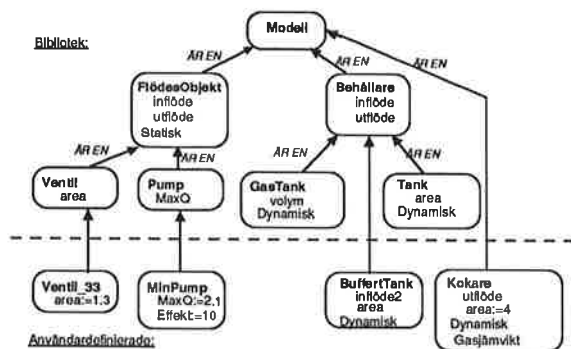 Modell
Bibliotek:
ÄR EN
ÄR EN
ÄR EN
FlödesObjekt
inflöde
utflöde
Statisk
Behållare
inflöde
utflöde
ÄR EN
ÄR EN
ÄR EN
ÄR EN
Ventil
area
Pump
MaxQ
GasTank
volym
Dynamisk
Tank
area
Dynamisk
Ventil_33
area:=1.3
MinPump
MaxQ:=2.1
Effekt:=10
BuffertTank
inflöde2
area
Dynamisk
Kokare
utflöde
area:=4
Dynamisk
Gasjämvikt
Användardefinierade: